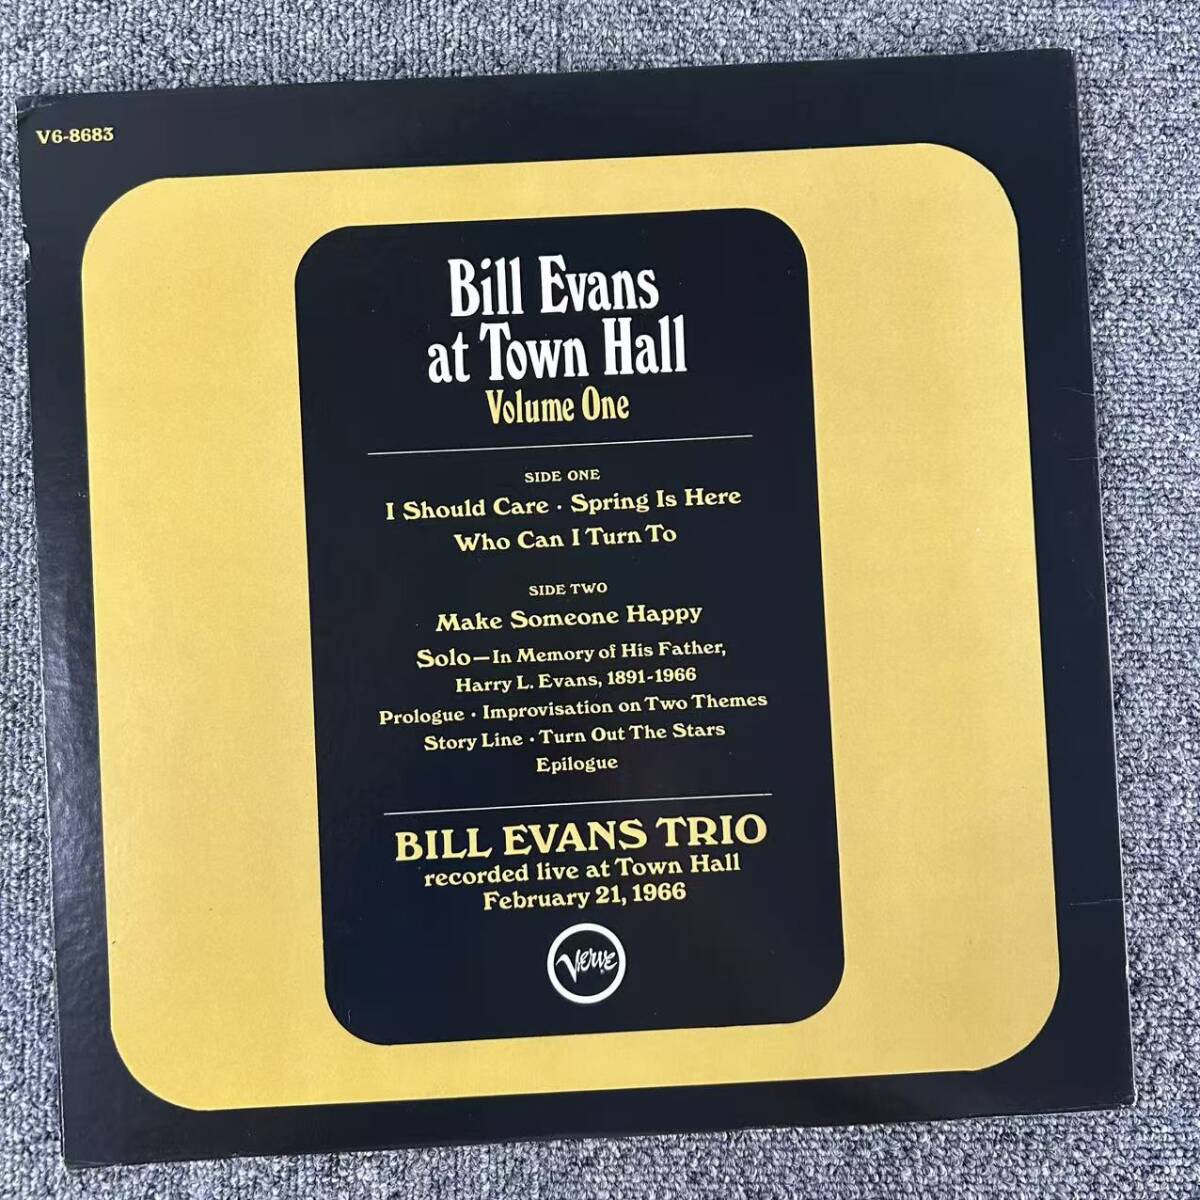 V6-8683
Bill Evans
at Town Hall
Volume One
SIDE ONE
I Should Care · Spring Is Here
Who Can I Turn To
SIDE TWO
Make Someone Happy
Solo—In Memory of His Father,
Harry L. Evans, 1891-1966
Prologue · Improvisation on Two Themes
Story Line · Turn Out The Stars
Epilogue
BILL EVANS TRIO
recorded live at Town Hall
February 21, 1966
Verve